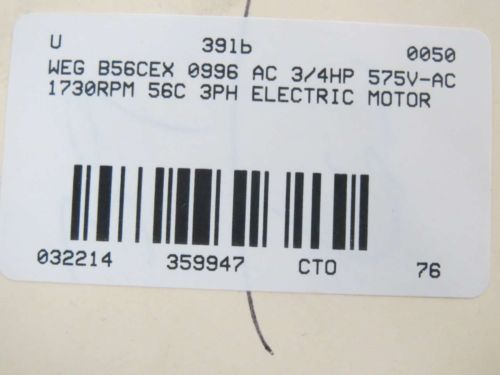 U 391b 0050
WEG B56CEX 0996 AC 3/4HP 575V-AC
1730RPM 56C 3PH ELECTRIC MOTOR
032214 359947 CTO 76